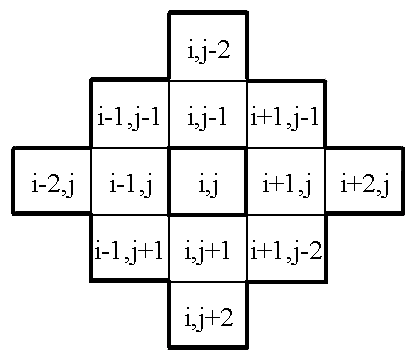 i,j-2
i-1,j-1 i,j-1 i+1,j-1
i-2,j i-1,j i,j i+1,j i+2,j
i-1,j+1 i,j+1 i+1,j-2
i,j+2